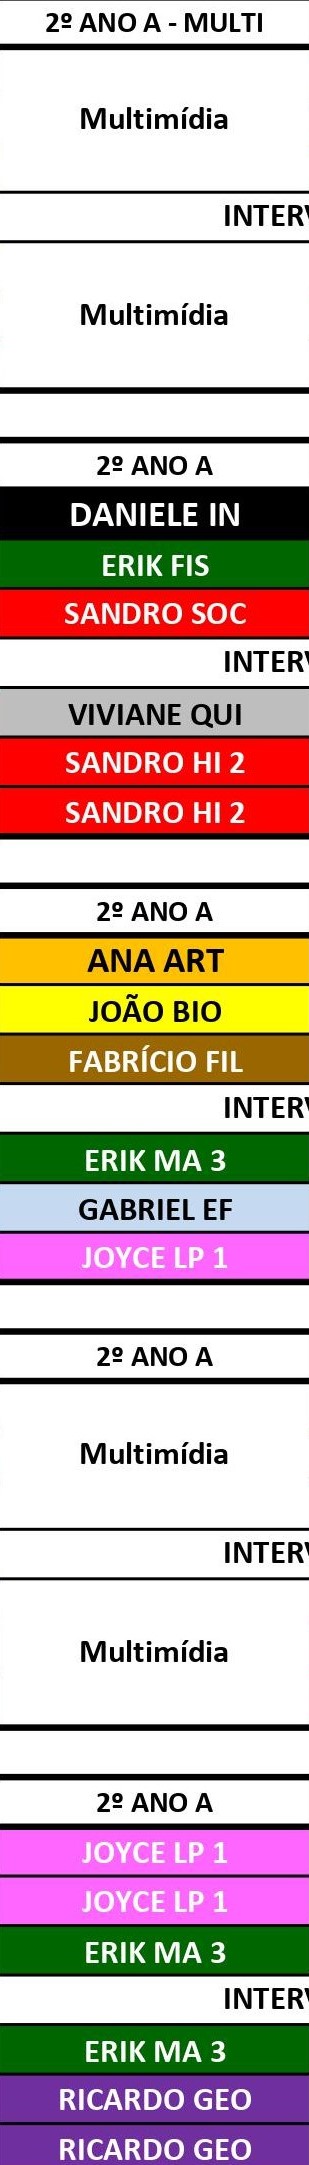 2º ANO A - MULTI
Multimídia
INTERV
Multimídia
2º ANO A
DANIELE IN
ERIK FIS
SANDRO SOC
INTERV
VIVIANE QUI
SANDRO HI 2
SANDRO HI 2
2º ANO A
ANA ART
JOÃO BIO
FABRÍCIO FIL
INTERV
ERIK MA 3
GABRIEL EF
JOYCE LP 1
2º ANO A
Multimídia
INTERV
Multimídia
2º ANO A
JOYCE LP 1
JOYCE LP 1
ERIK MA 3
INTERV
ERIK MA 3
RICARDO GEO
RICARDO GEO